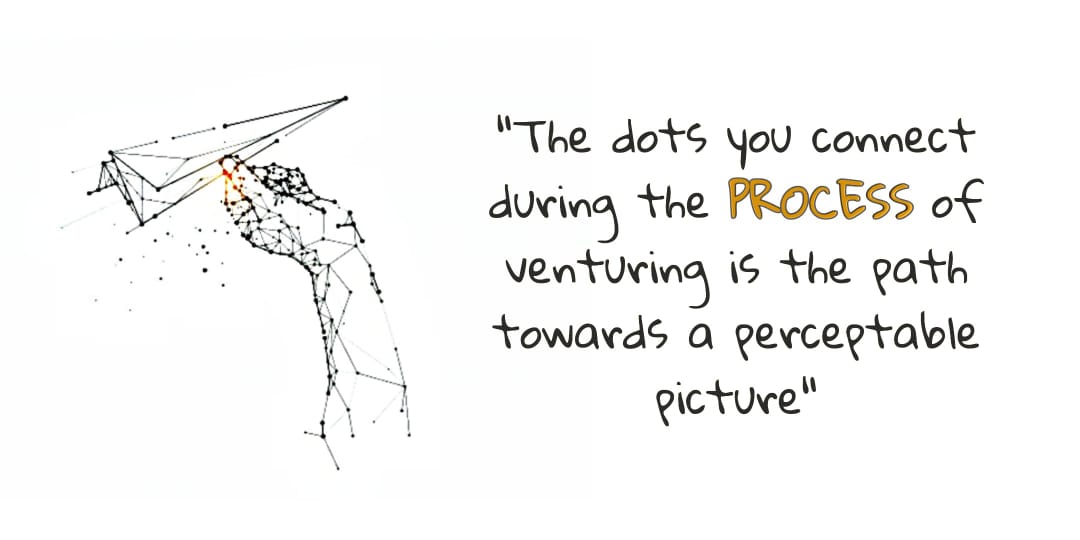 "The dots you connect
during the PROCESS of
venturing is the path
towards a perceptable
picture"